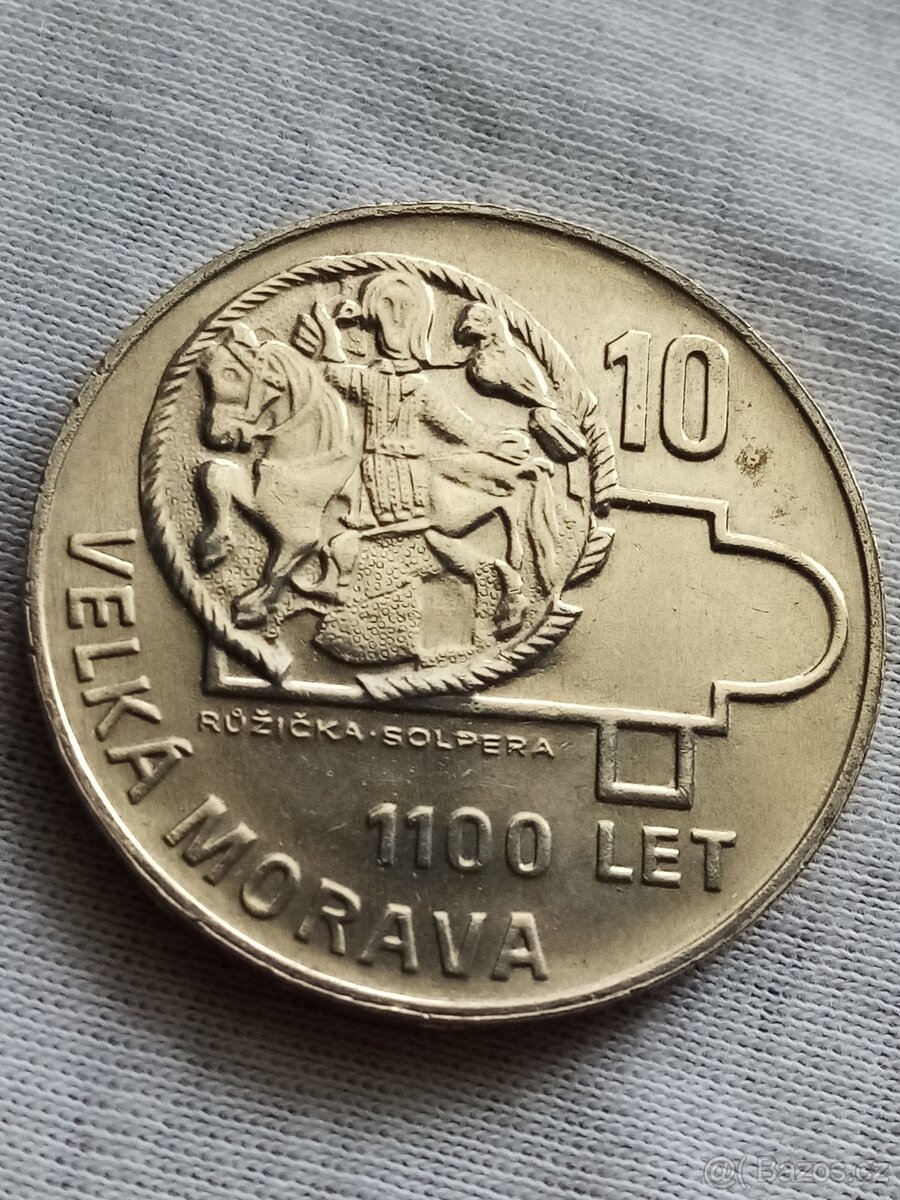 10
RŮŽIČKA·SOLPERA
1100 LET
VELKÁ MORAVA
@( Bazos.cz